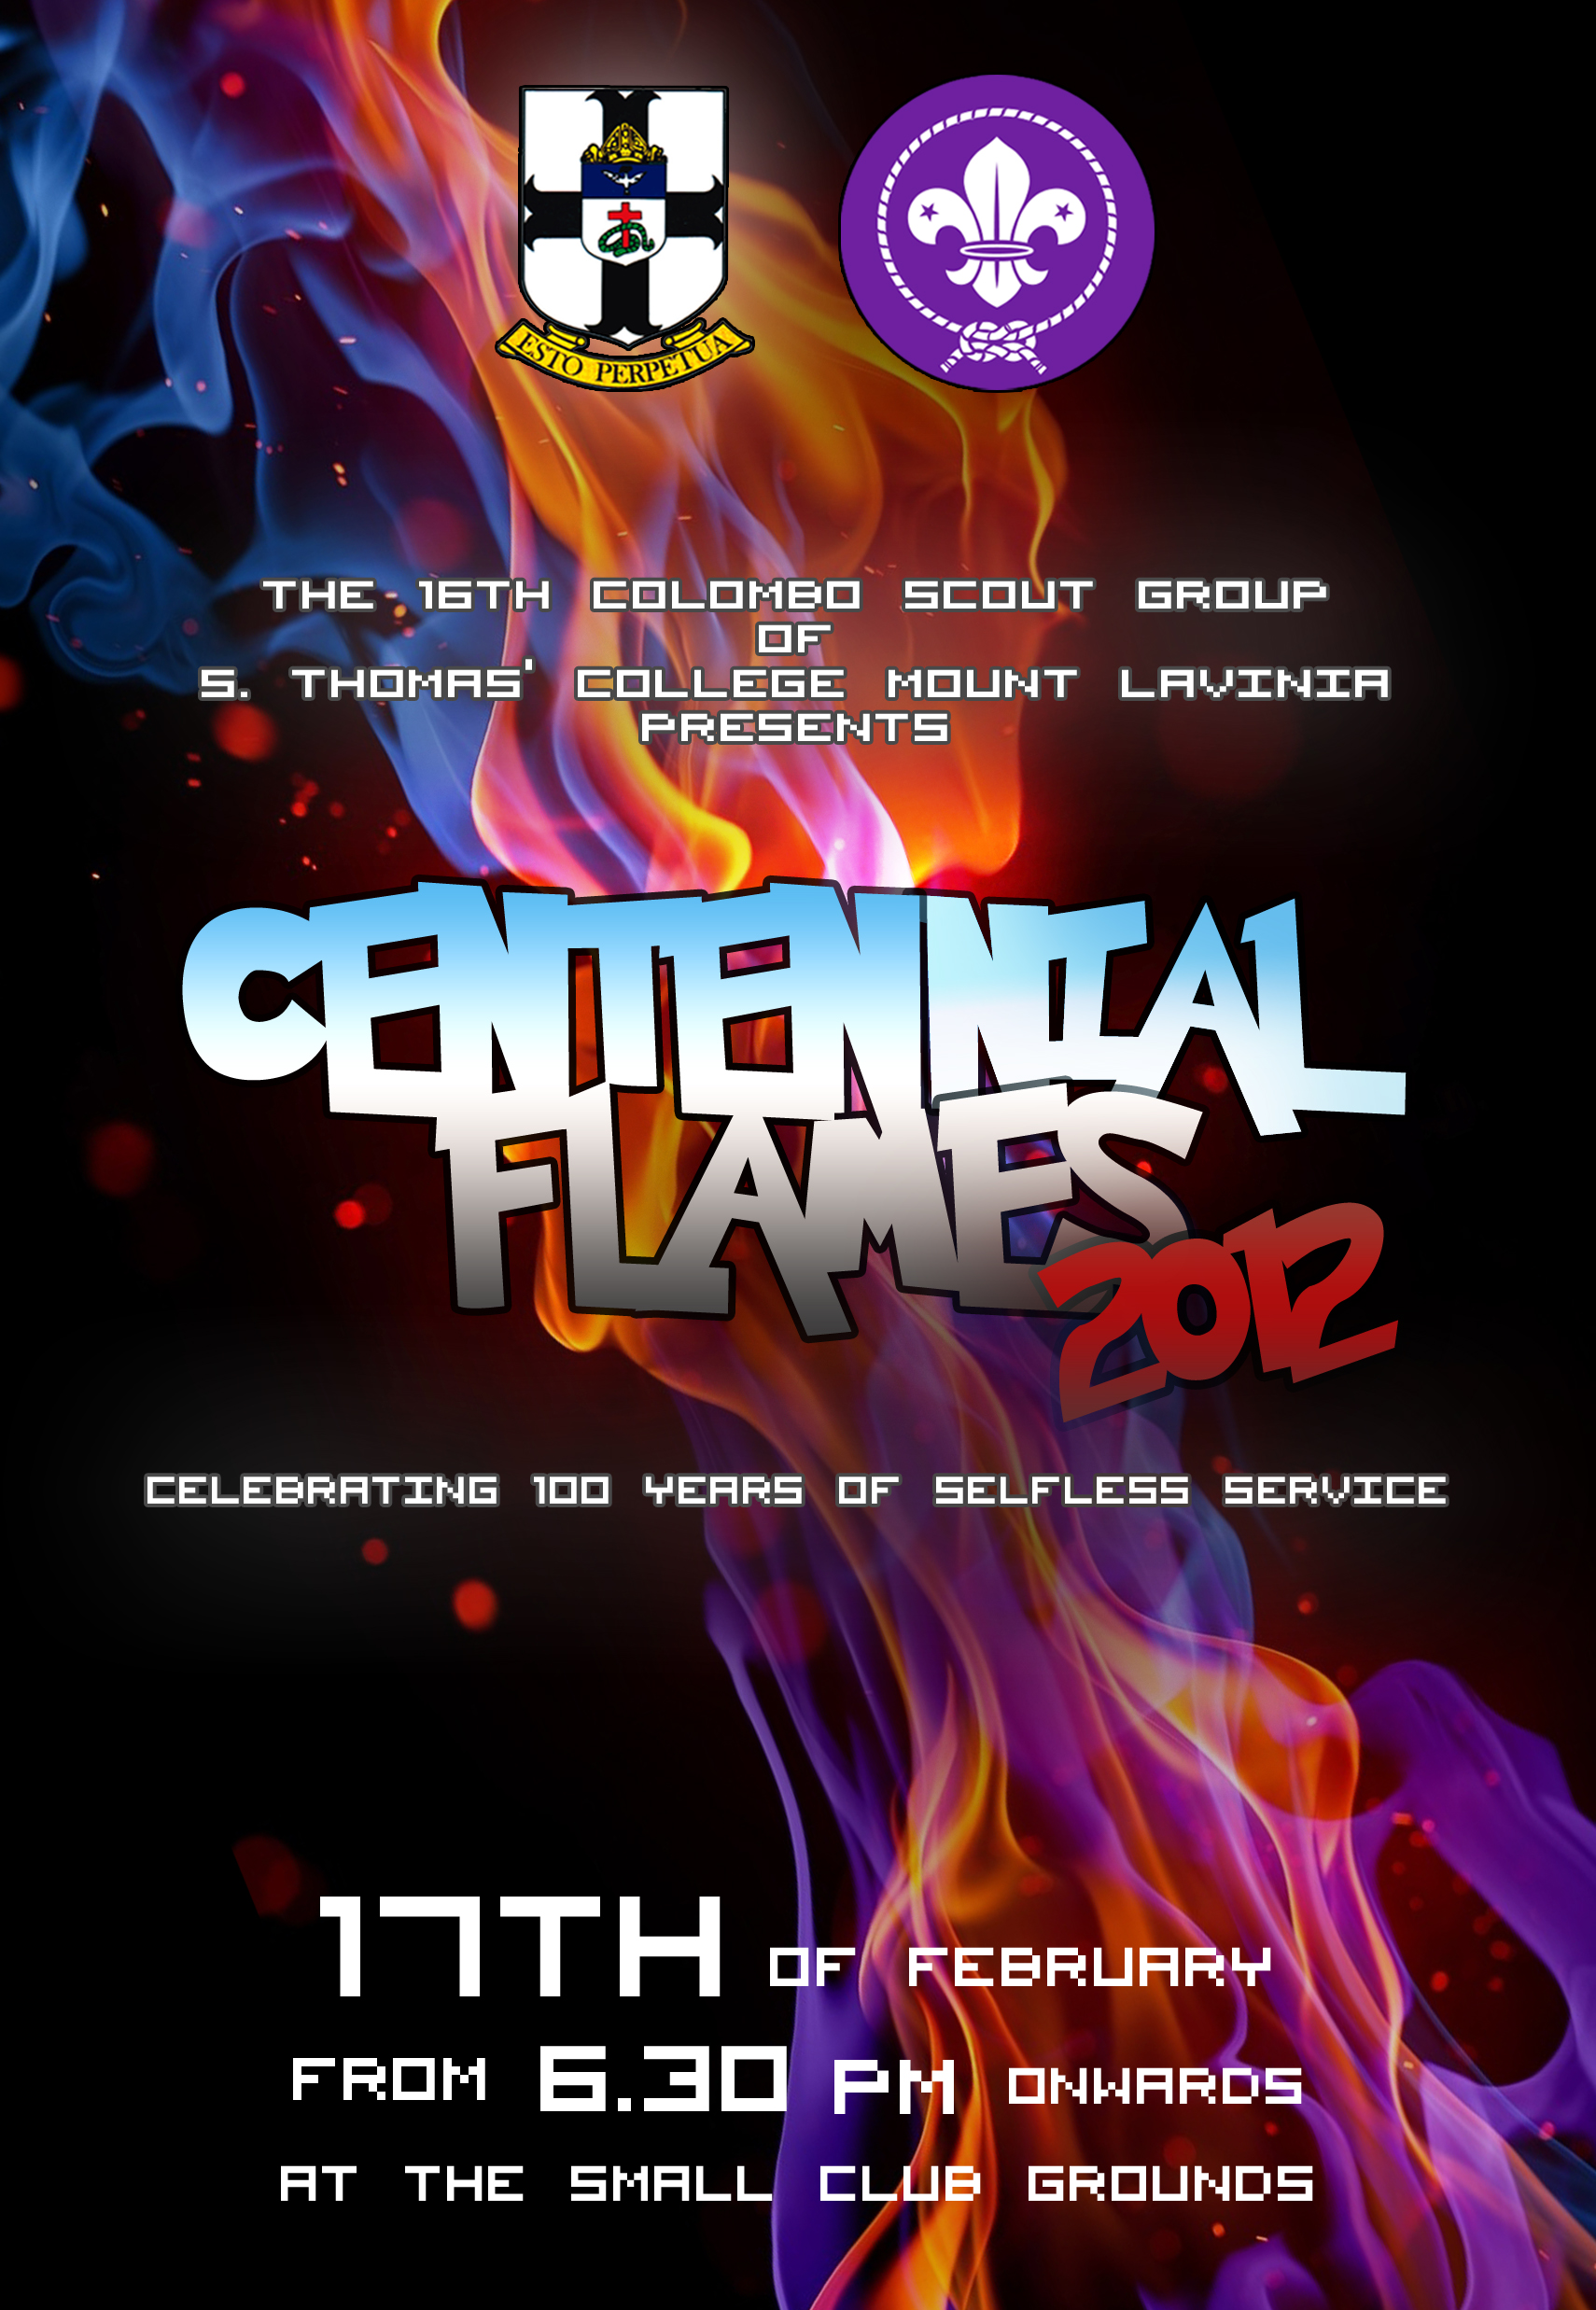 ESTO PERPETUA
THE 16TH COLOMBO SCOUT GROUP
OF
S. THOMAS' COLLEGE MOUNT LAVINIA
PRESENTS
CENTENNIAL
FLAMES
2012
CELEBRATING 100 YEARS OF SELFLESS SERVICE
17TH OF FEBRUARY
FROM 6.30 PM ONWARDS
AT THE SMALL CLUB GROUNDS